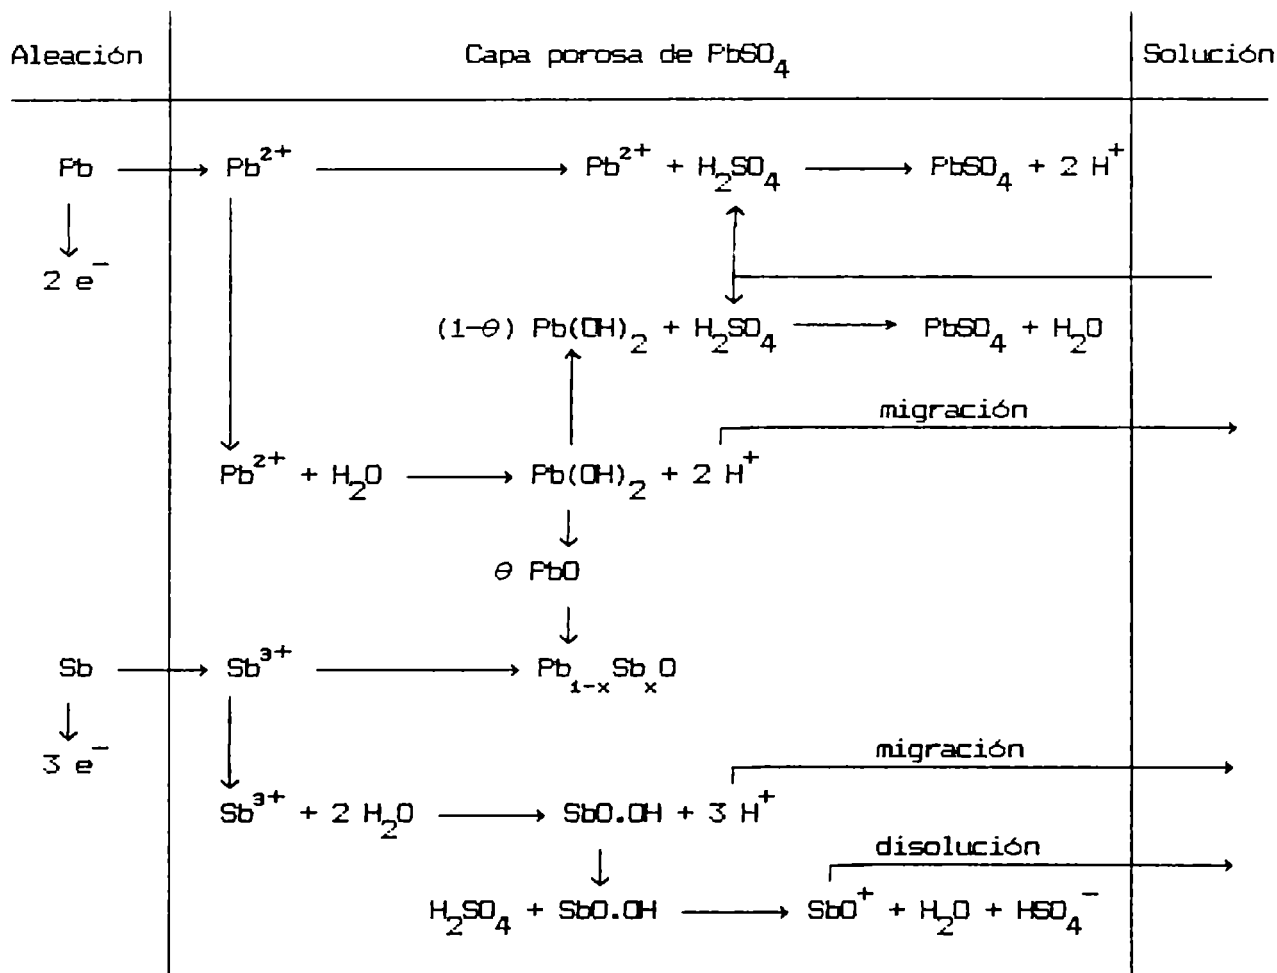 Aleación Capa porosa de PbSO₄ Solución
Pb → Pb²⁺ → Pb²⁺ + H₂SO₄ → PbSO₄ + 2 H⁺
2 e⁻
(1-θ) Pb(OH)₂ + H₂SO₄ → PbSO₄ + H₂O
migración
Pb²⁺ + H₂O → Pb(OH)₂ + 2 H⁺
θ PbO
Sb → Sb³⁺ → Pb₁₋ₓSbₓO
3 e⁻
migración
Sb³⁺ + 2 H₂O → SbO.OH + 3 H⁺
disolución
H₂SO₄ + SbO.OH → SbO⁺ + H₂O + HSO₄⁻